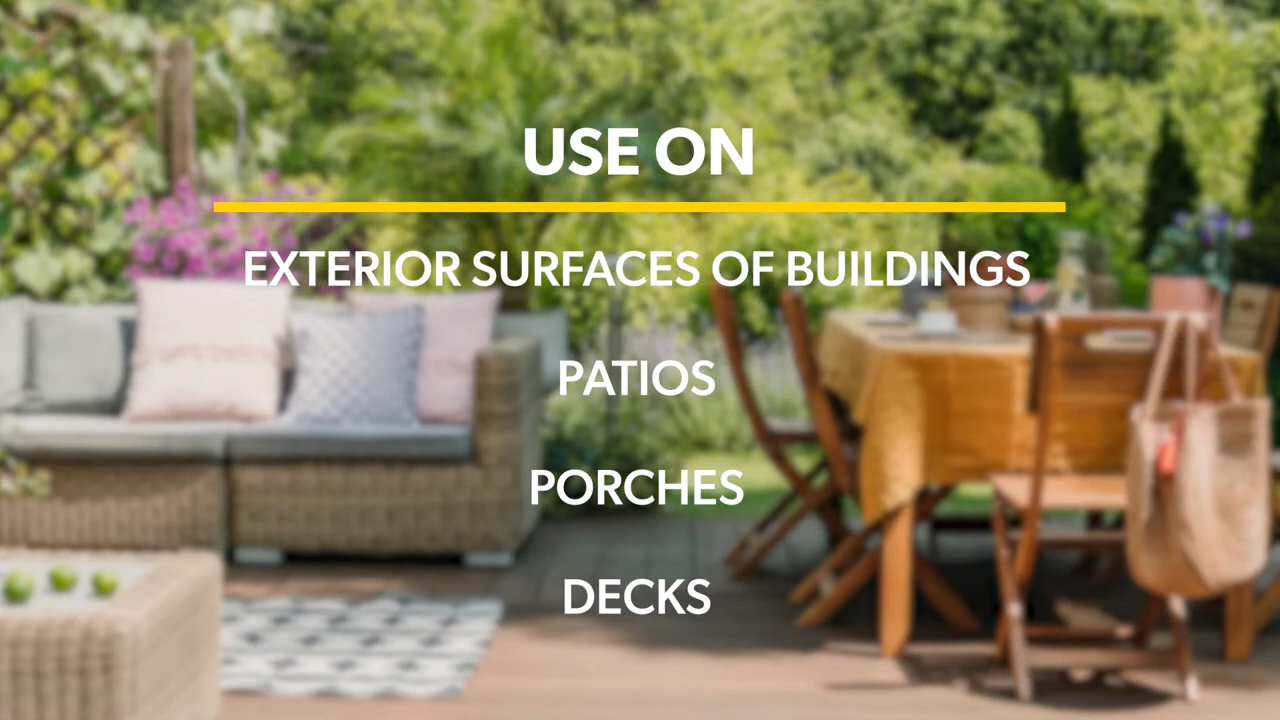 USE ON
EXTERIOR SURFACES OF BUILDINGS
PATIOS
PORCHES
DECKS